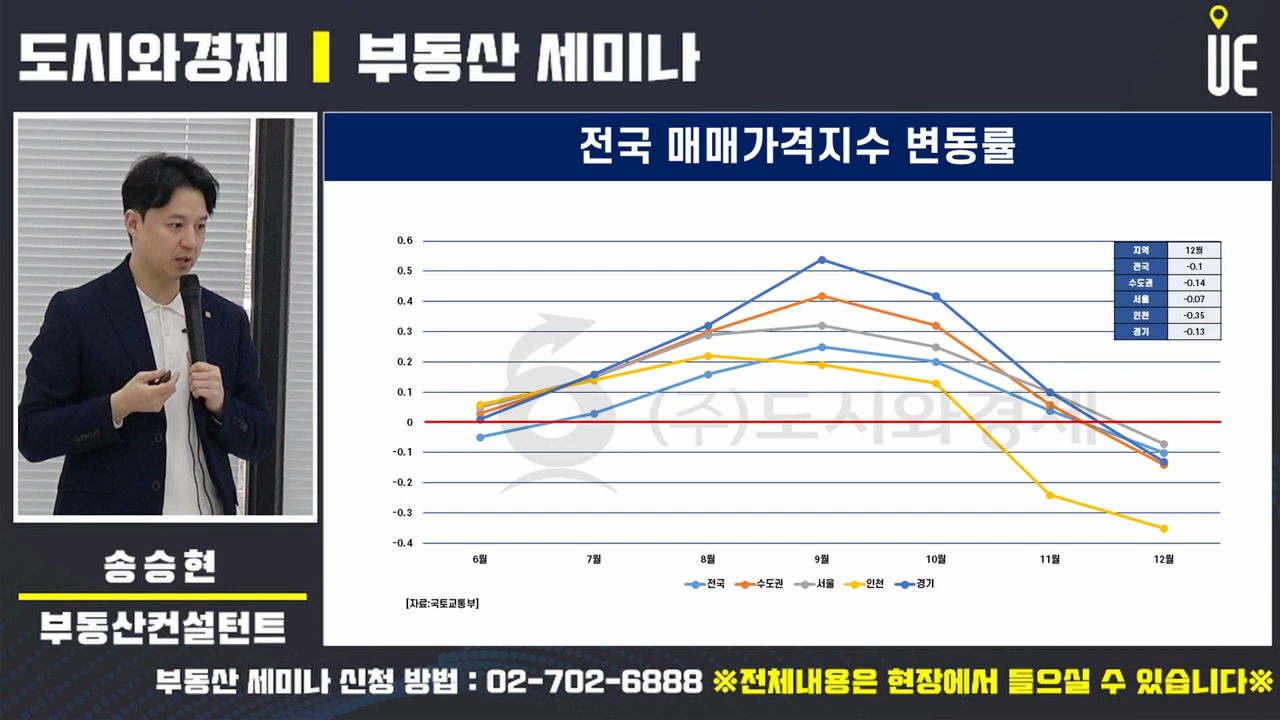 도시와경제 | 부동산 세미나
UE
전국 매매가격지수 변동률
0.6
0.5
0.4
0.3
0.2
0.1
0
-0.1
-0.2
-0.3
-0.4
지역 12월
전국 -0.1
수도권 -0.14
서울 -0.07
인천 -0.35
경기 -0.13
(주)도시와경제
6월 7월 8월 9월 10월 11월 12월
전국 수도권 서울 인천 경기
[자료:국토교통부]
송승현
부동산컨설턴트
부동산 세미나 신청 방법 : 02-702-6888 ※전체내용은 현장에서 들으실 수 있습니다※